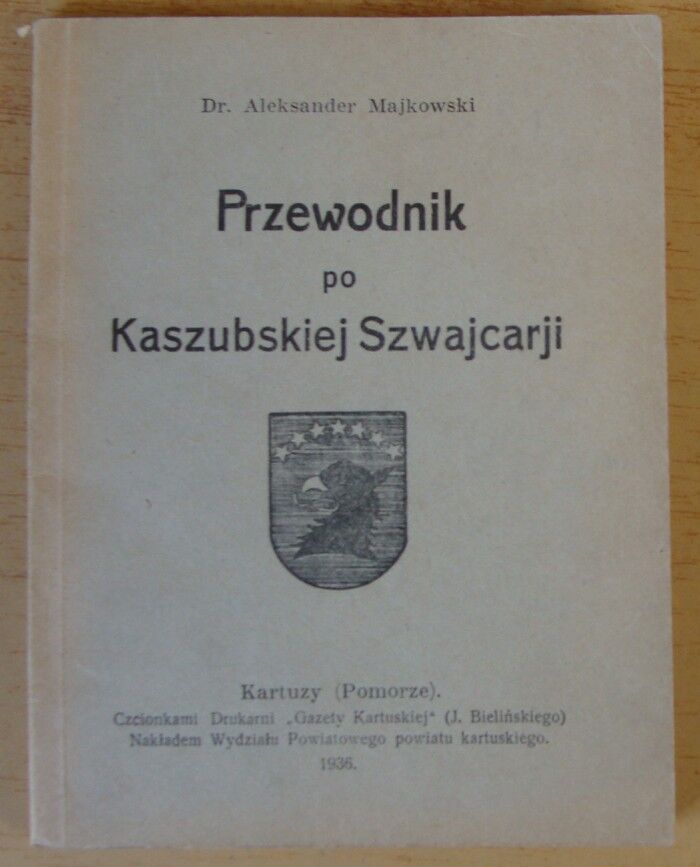 Dr. Aleksander Majkowski
Przewodnik
po
Kaszubskiej Szwajcarji
Kartuzy (Pomorze).
Czcionkami Drukarni „Gazety Kartuskiej“ (J. Bielińskiego)
Nakładem Wydziału Powiatowego powiatu kartuskiego.
1936.